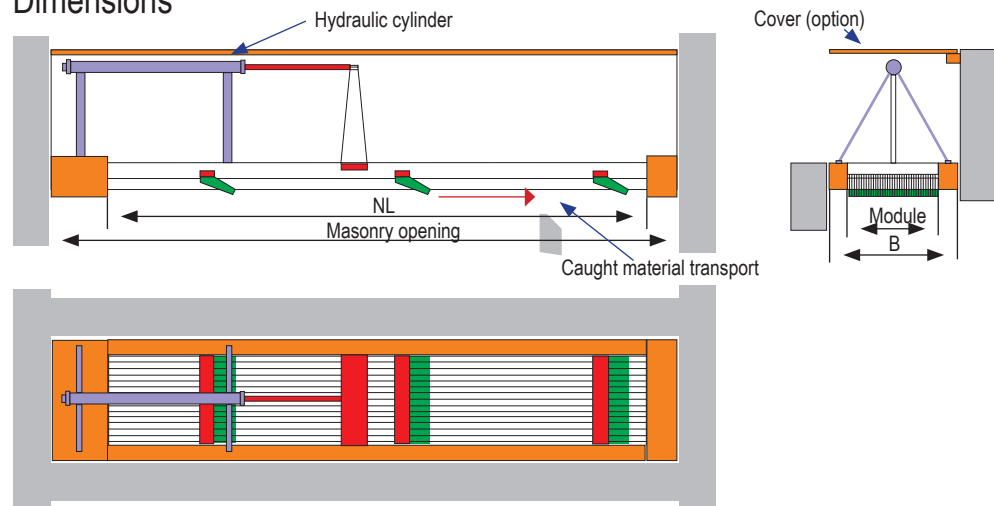 Dimensions
Hydraulic cylinder
Cover (option)
NL
Masonry opening
Module
B
Caught material transport